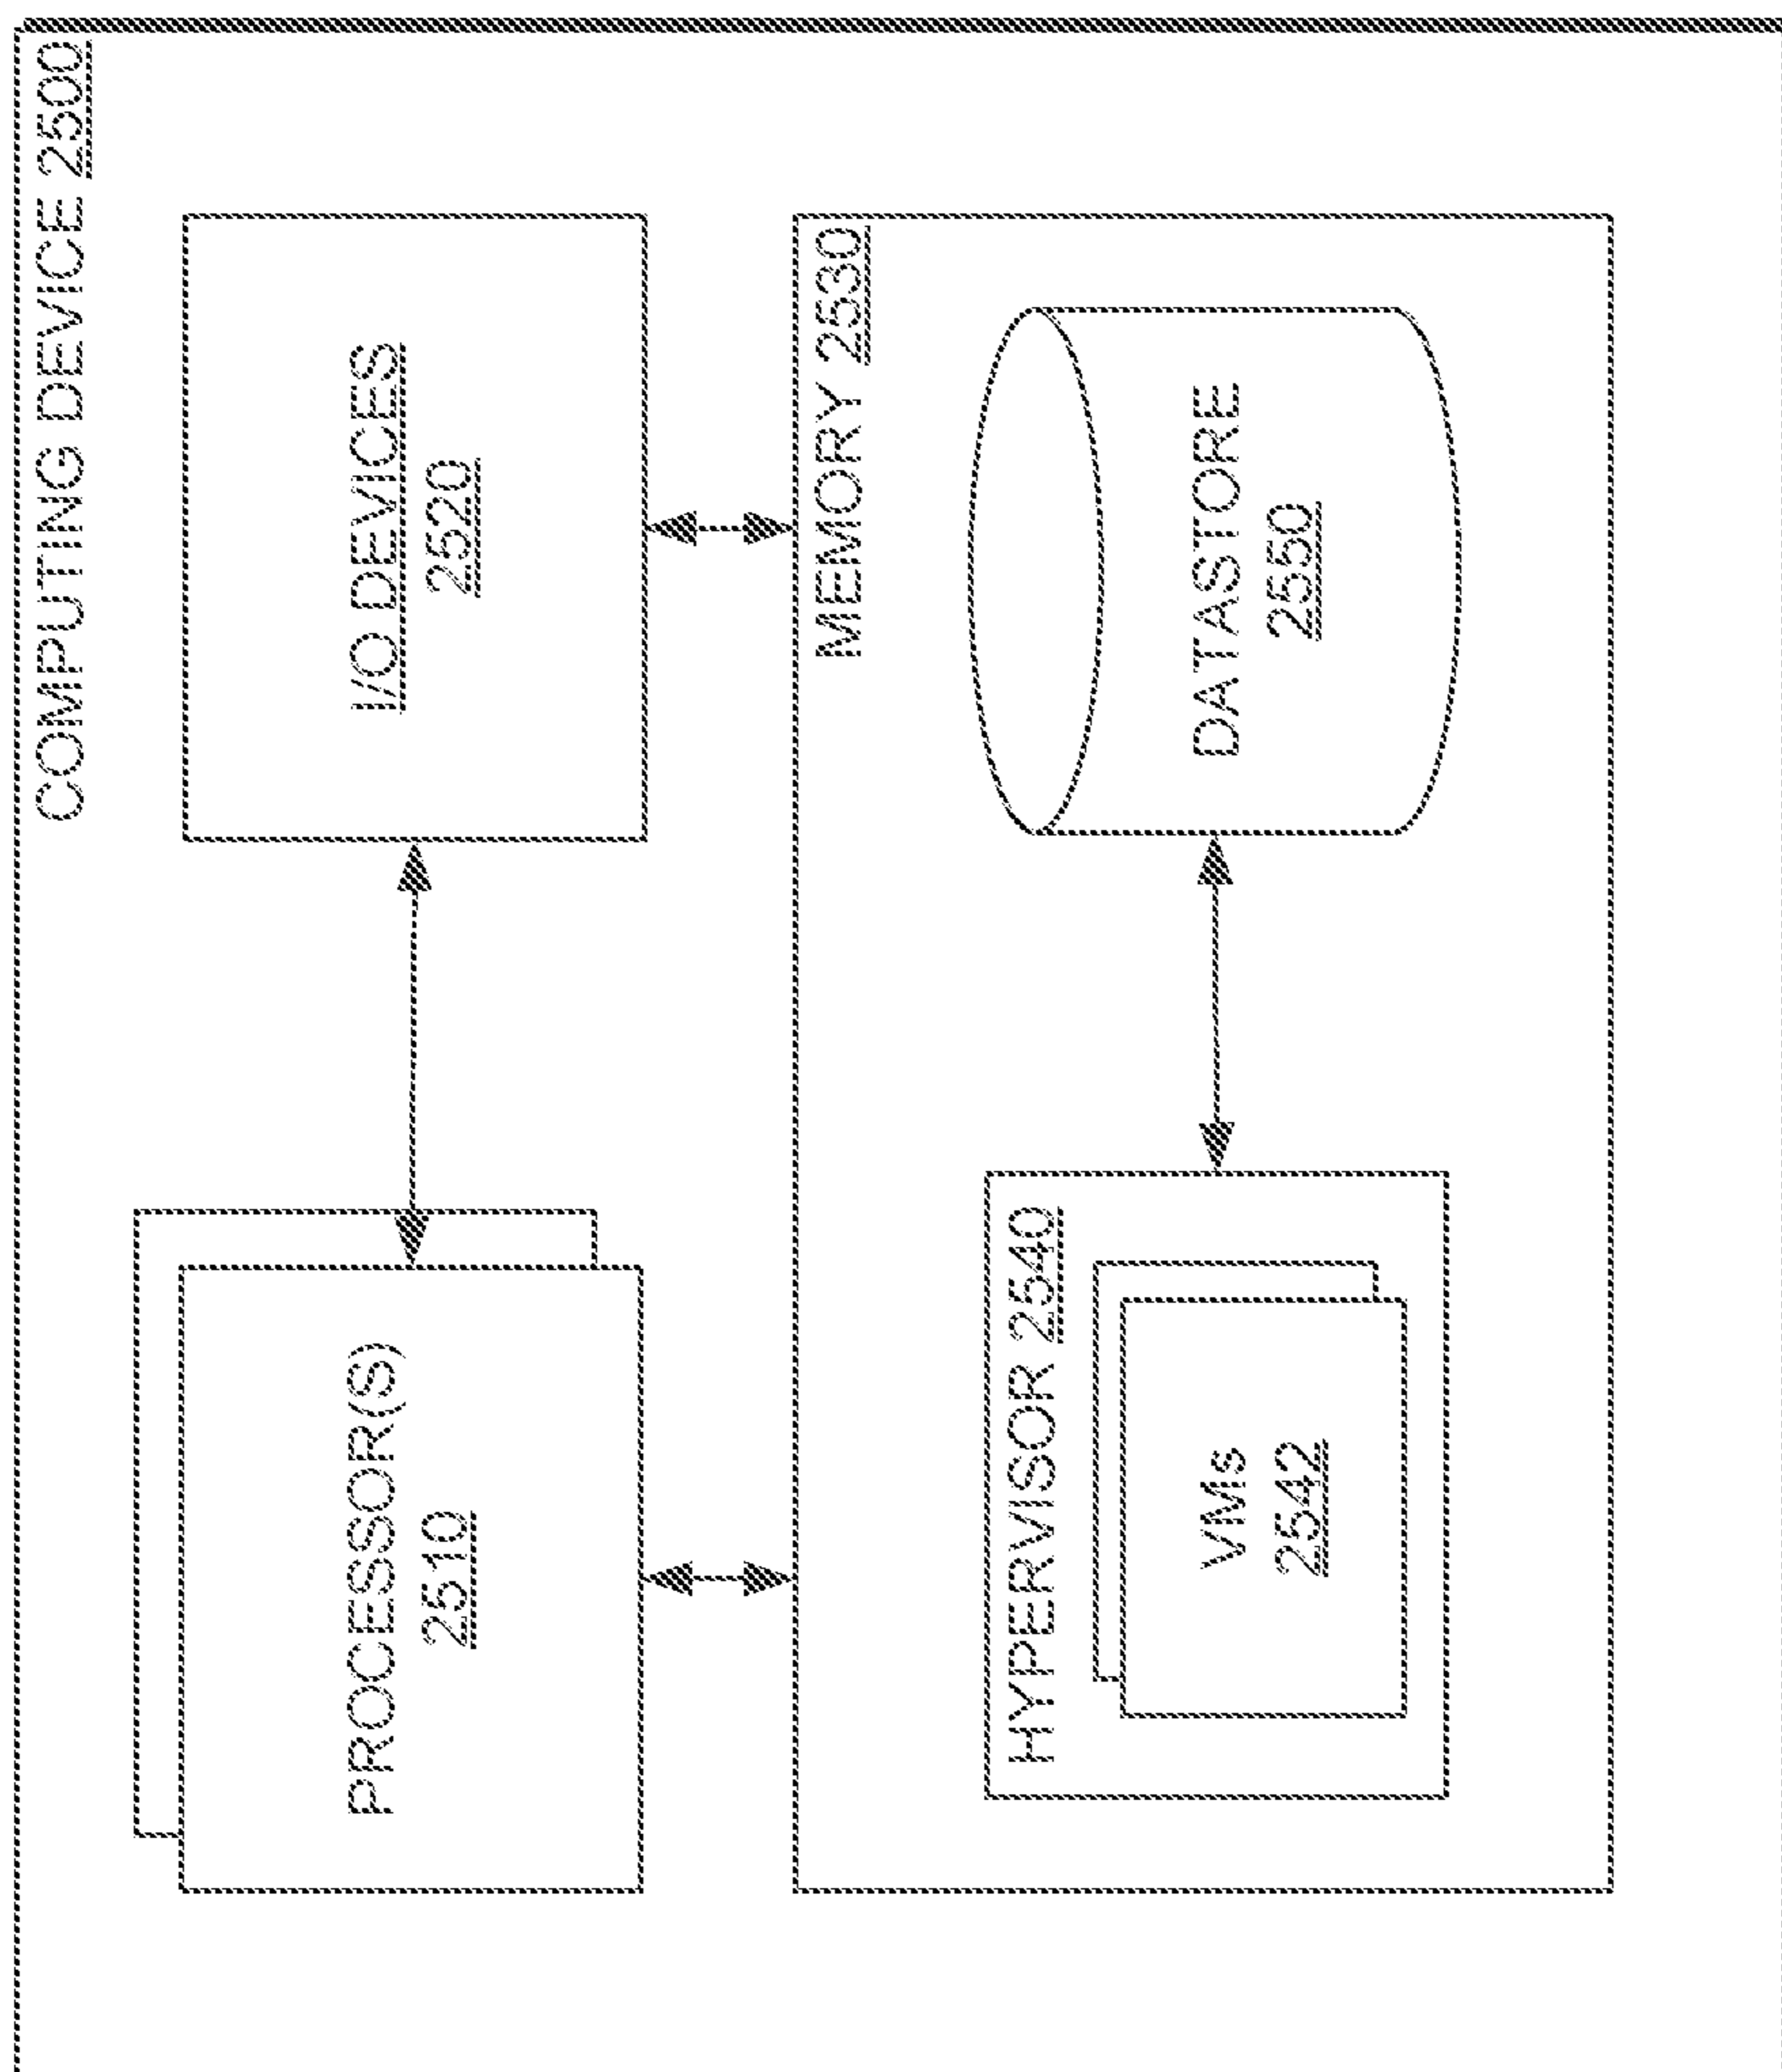 COMPUTING DEVICE 2500
PROCESSOR(S)
2510
I/O DEVICES
2520
MEMORY 2530
HYPERVISOR 2540
VMs
2542
DATASTORE
2550